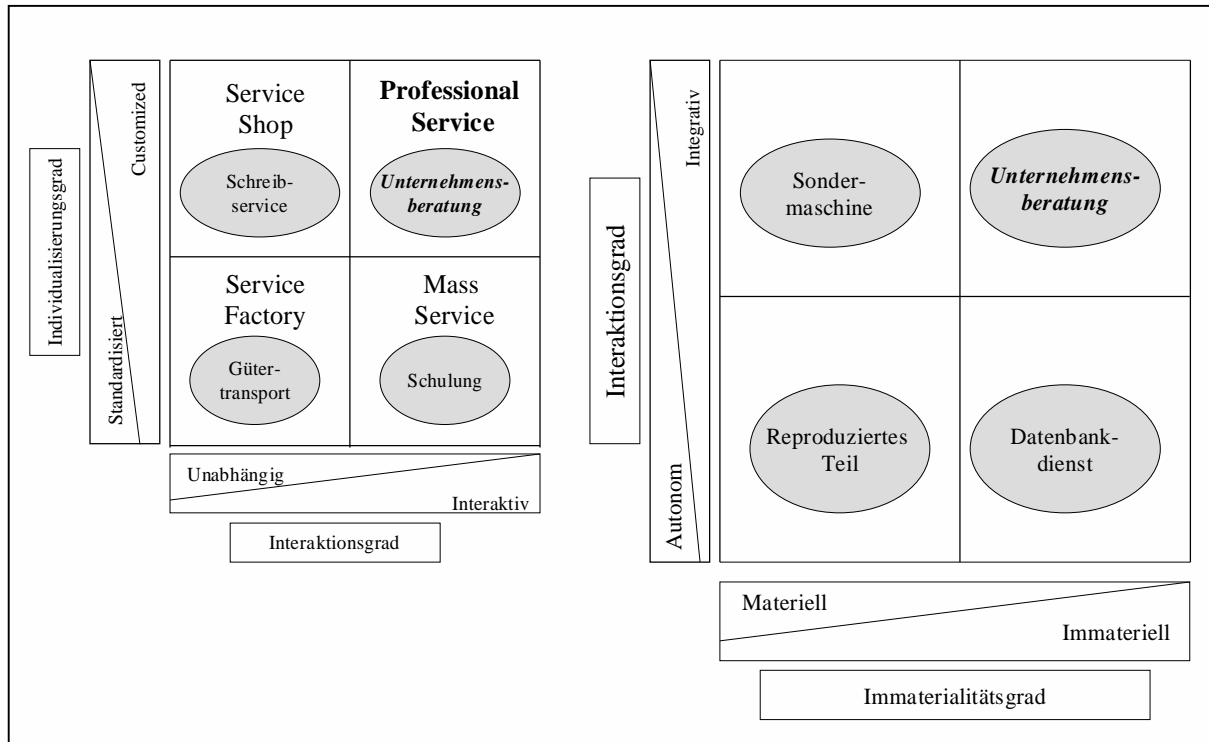 Individualisierungsgrad
Customized
Standardisiert
Service
Shop
Schreib-
service
Professional
Service
Unternehmens-
beratung
Service
Factory
Güter-
transport
Mass
Service
Schulung
Unabhängig
Interaktiv
Interaktionsgrad
Interaktionsgrad
Integrativ
Autonom
Sonder-
maschine
Unternehmens-
beratung
Reproduziertes
Teil
Datenbank-
dienst
Materiell
Immateriell
Immaterialitätsgrad